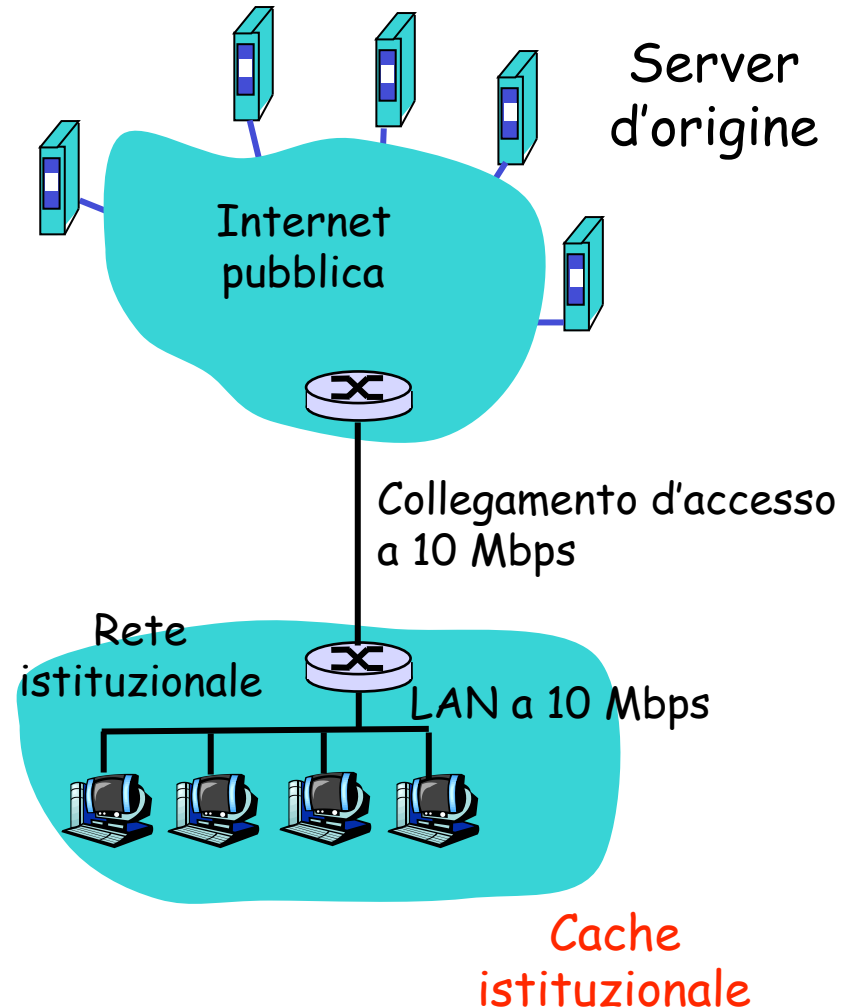 Server
d'origine
Internet
pubblica
Collegamento d'accesso
a 10 Mbps
Rete
istituzionale
LAN a 10 Mbps
Cache
istituzionale